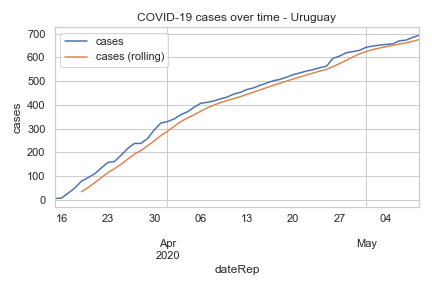 COVID-19 cases over time - Uruguay
cases
cases (rolling)
700
600
500
400
300
200
100
0
cases
16 23 30 06 13 20 27 04
Apr May
2020
dateRep